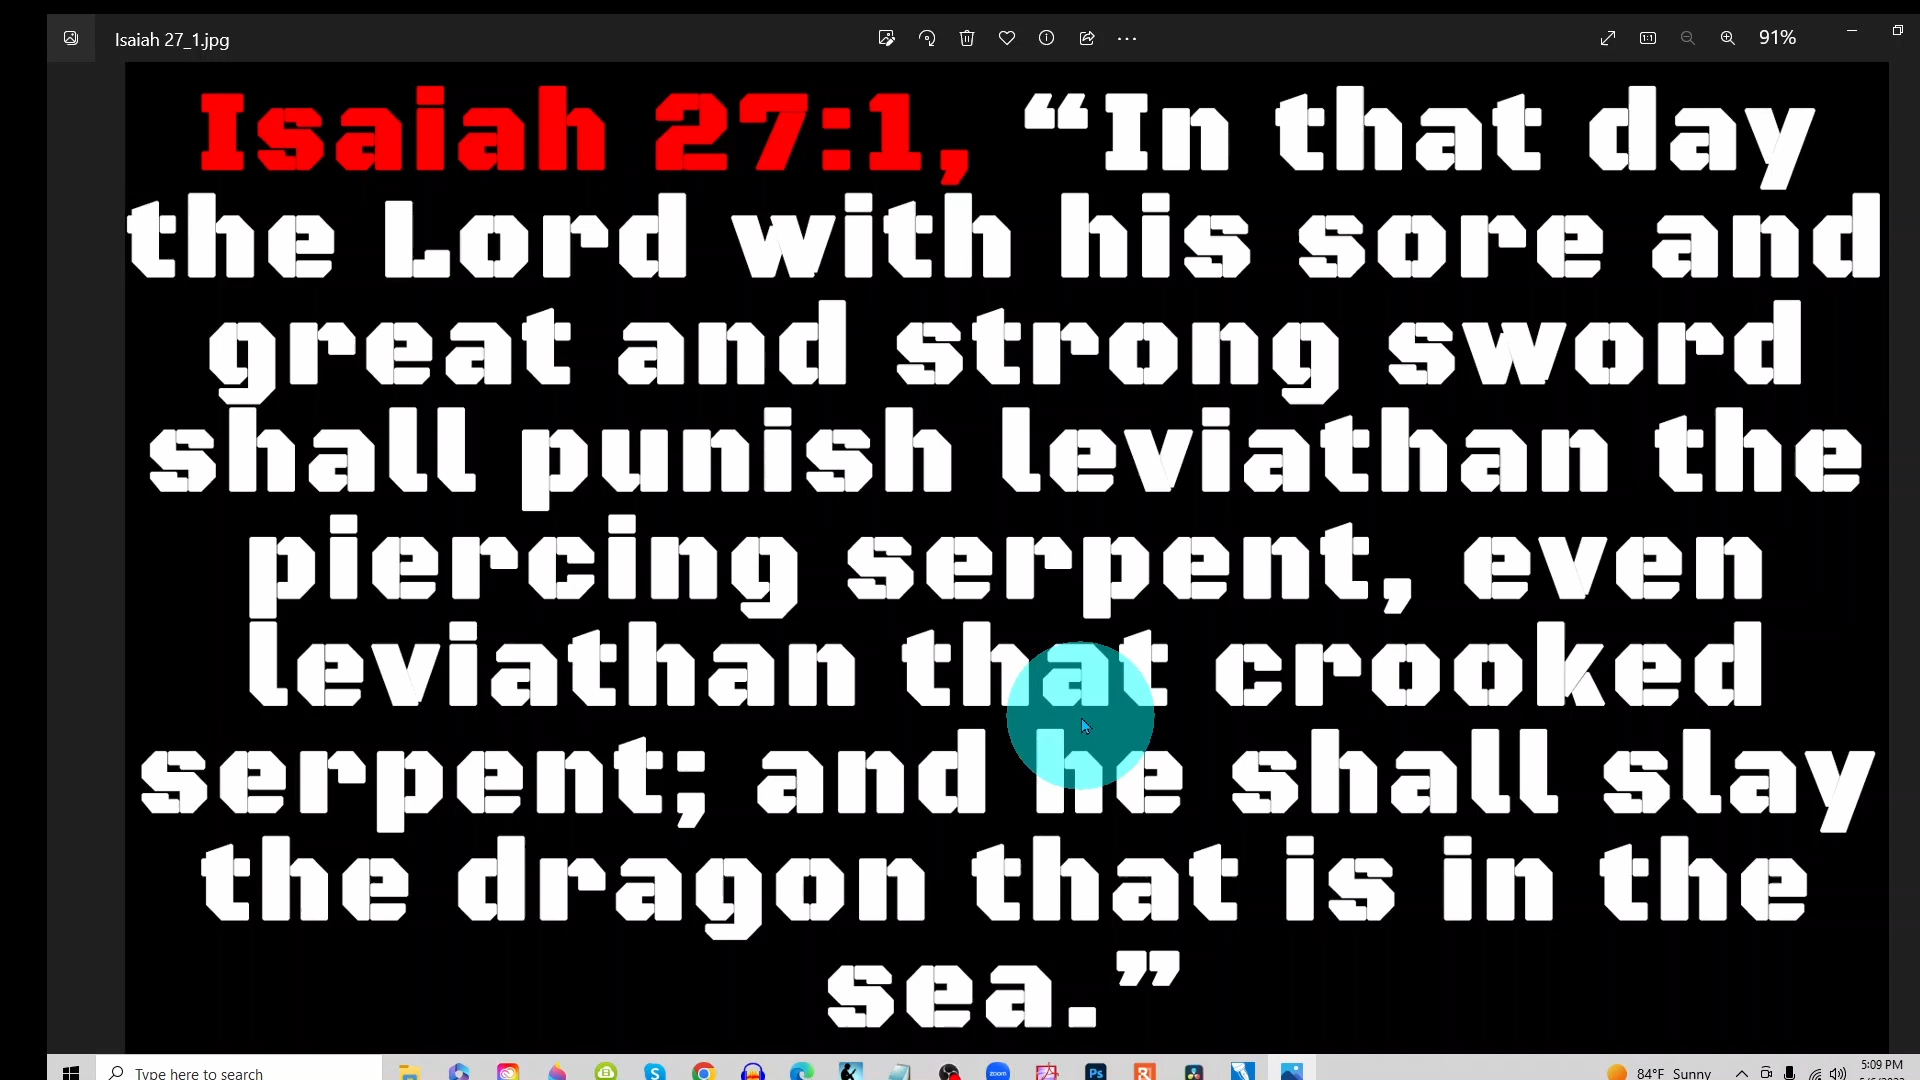 Isaiah 27_1.jpg
91%
Isaiah 27:1, “In that day
the Lord with his sore and
great and strong sword
shall punish leviathan the
piercing serpent, even
leviathan that crooked
serpent; and he shall slay
the dragon that is in the
sea.”
Type here to search
zoom
Ps
84°F Sunny
5:09 PM